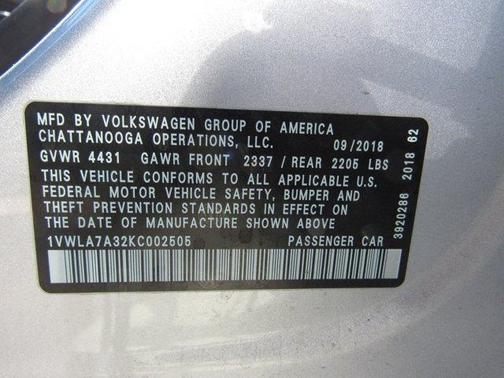 MFD BY VOLKSWAGEN GROUP OF AMERICA
CHATTANOOGA OPERATIONS, LLC. 09/2018
GVWR 4431 GAWR FRONT 2337 / REAR 2205 LBS
THIS VEHICLE CONFORMS TO ALL APPLICABLE U.S.
FEDERAL MOTOR VEHICLE SAFETY, BUMPER AND
THEFT PREVENTION STANDARDS IN EFFECT ON
THE DATE OF MANUFACTURE SHOWN ABOVE
1VWLA7A32KC002505 PASSENGER CAR
3920288 2018 62